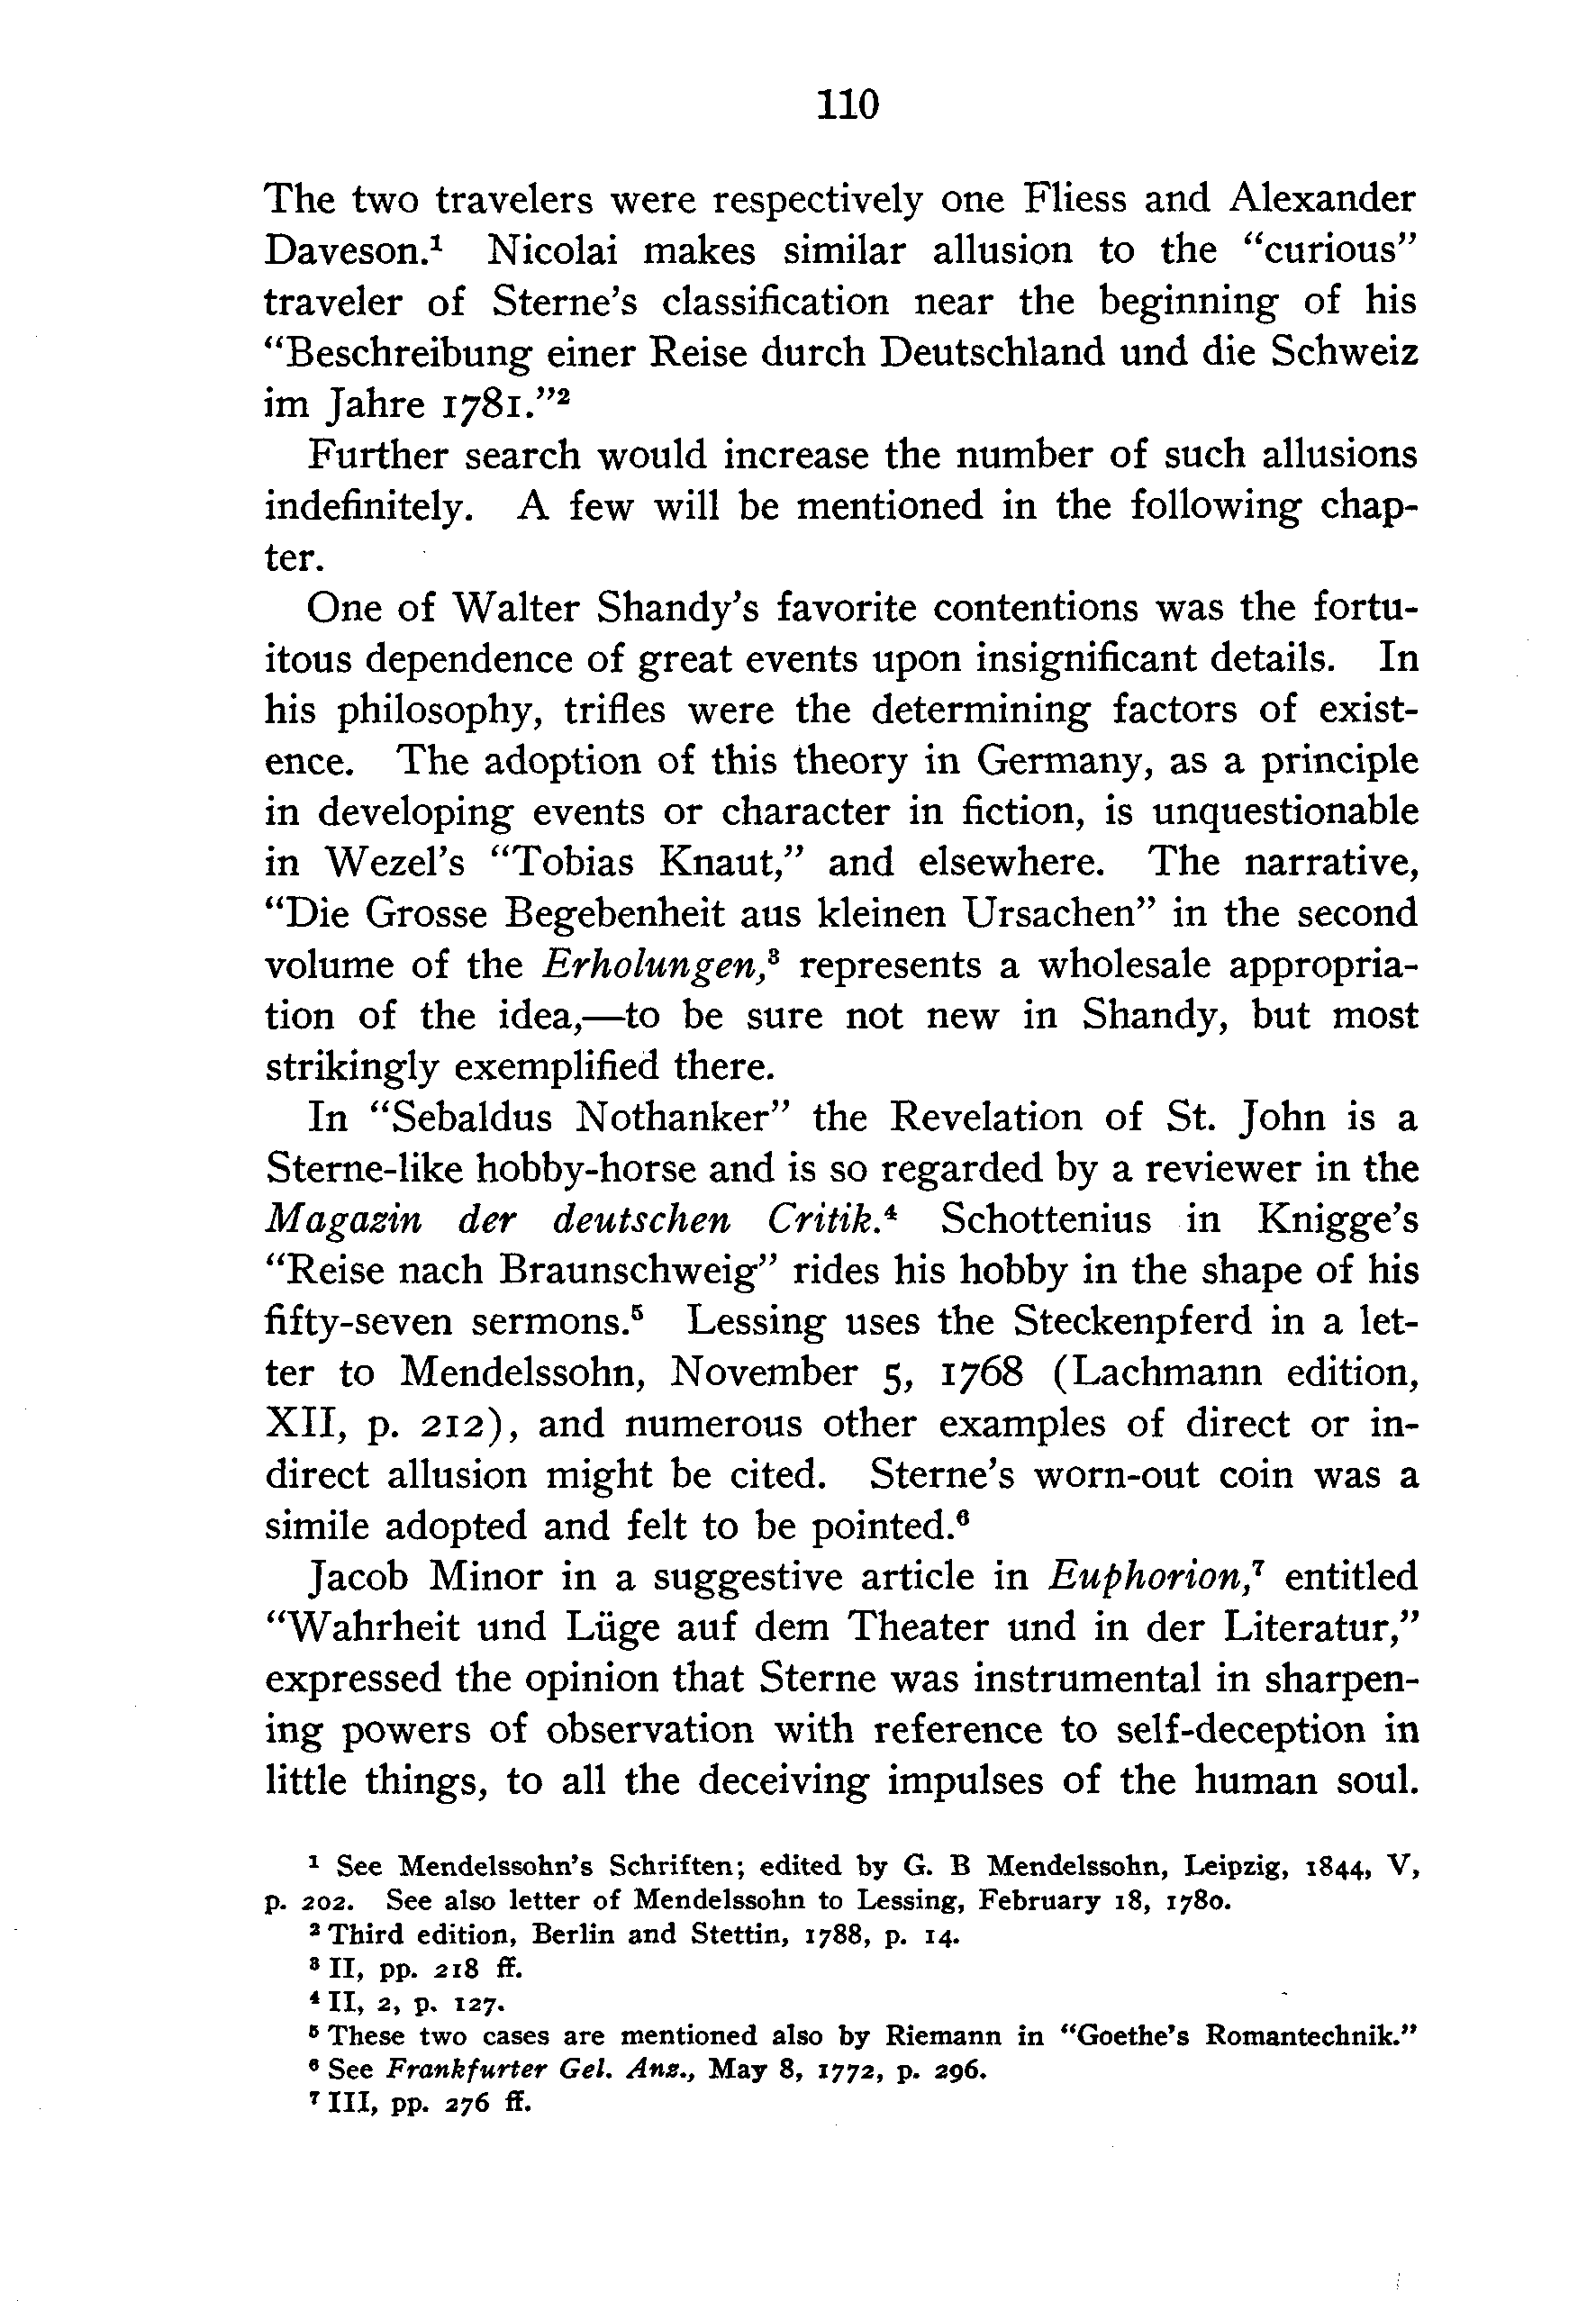 110
The two travelers were respectively one Fliess and Alexander
Daveson.¹ Nicolai makes similar allusion to the “curious”
traveler of Sterne’s classification near the beginning of his
“Beschreibung einer Reise durch Deutschland und die Schweiz
im Jahre 1781.”²
Further search would increase the number of such allusions
indefinitely. A few will be mentioned in the following chap-
ter.
One of Walter Shandy’s favorite contentions was the fortu-
itous dependence of great events upon insignificant details. In
his philosophy, trifles were the determining factors of exist-
ence. The adoption of this theory in Germany, as a principle
in developing events or character in fiction, is unquestionable
in Wezel’s “Tobias Knaut,” and elsewhere. The narrative,
“Die Grosse Begebenheit aus kleinen Ursachen” in the second
volume of the Erholungen,³ represents a wholesale appropria-
tion of the idea,—to be sure not new in Shandy, but most
strikingly exemplified there.
In “Sebaldus Nothanker” the Revelation of St. John is a
Sterne-like hobby-horse and is so regarded by a reviewer in the
Magazin der deutschen Critik.⁴ Schottenius in Knigge’s
“Reise nach Braunschweig” rides his hobby in the shape of his
fifty-seven sermons.⁵ Lessing uses the Steckenpferd in a let-
ter to Mendelssohn, November 5, 1768 (Lachmann edition,
XII, p. 212), and numerous other examples of direct or in-
direct allusion might be cited. Sterne’s worn-out coin was a
simile adopted and felt to be pointed.⁶
Jacob Minor in a suggestive article in Euphorion,⁷ entitled
“Wahrheit und Lüge auf dem Theater und in der Literatur,”
expressed the opinion that Sterne was instrumental in sharpen-
ing powers of observation with reference to self-deception in
little things, to all the deceiving impulses of the human soul.
¹ See Mendelssohn’s Schriften; edited by G. B Mendelssohn, Leipzig, 1844, V,
p. 202. See also letter of Mendelssohn to Lessing, February 18, 1780.
² Third edition, Berlin and Stettin, 1788, p. 14.
³ II, pp. 218 ff.
⁴ II, 2, p. 127.
⁵ These two cases are mentioned also by Riemann in “Goethe’s Romantechnik.”
⁶ See Frankfurter Gel. Anz., May 8, 1772, p. 296.
⁷ III, pp. 276 ff.